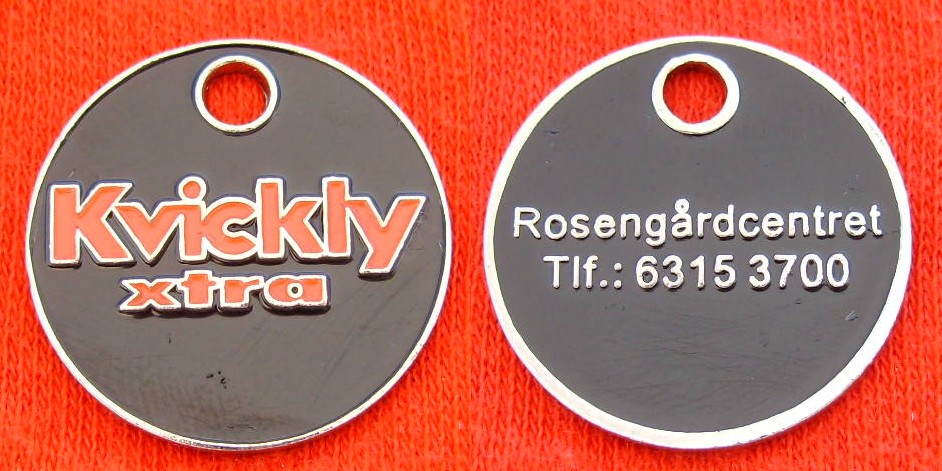 Kvickly
xtra
Rosengårdcentret
Tlf.: 6315 3700